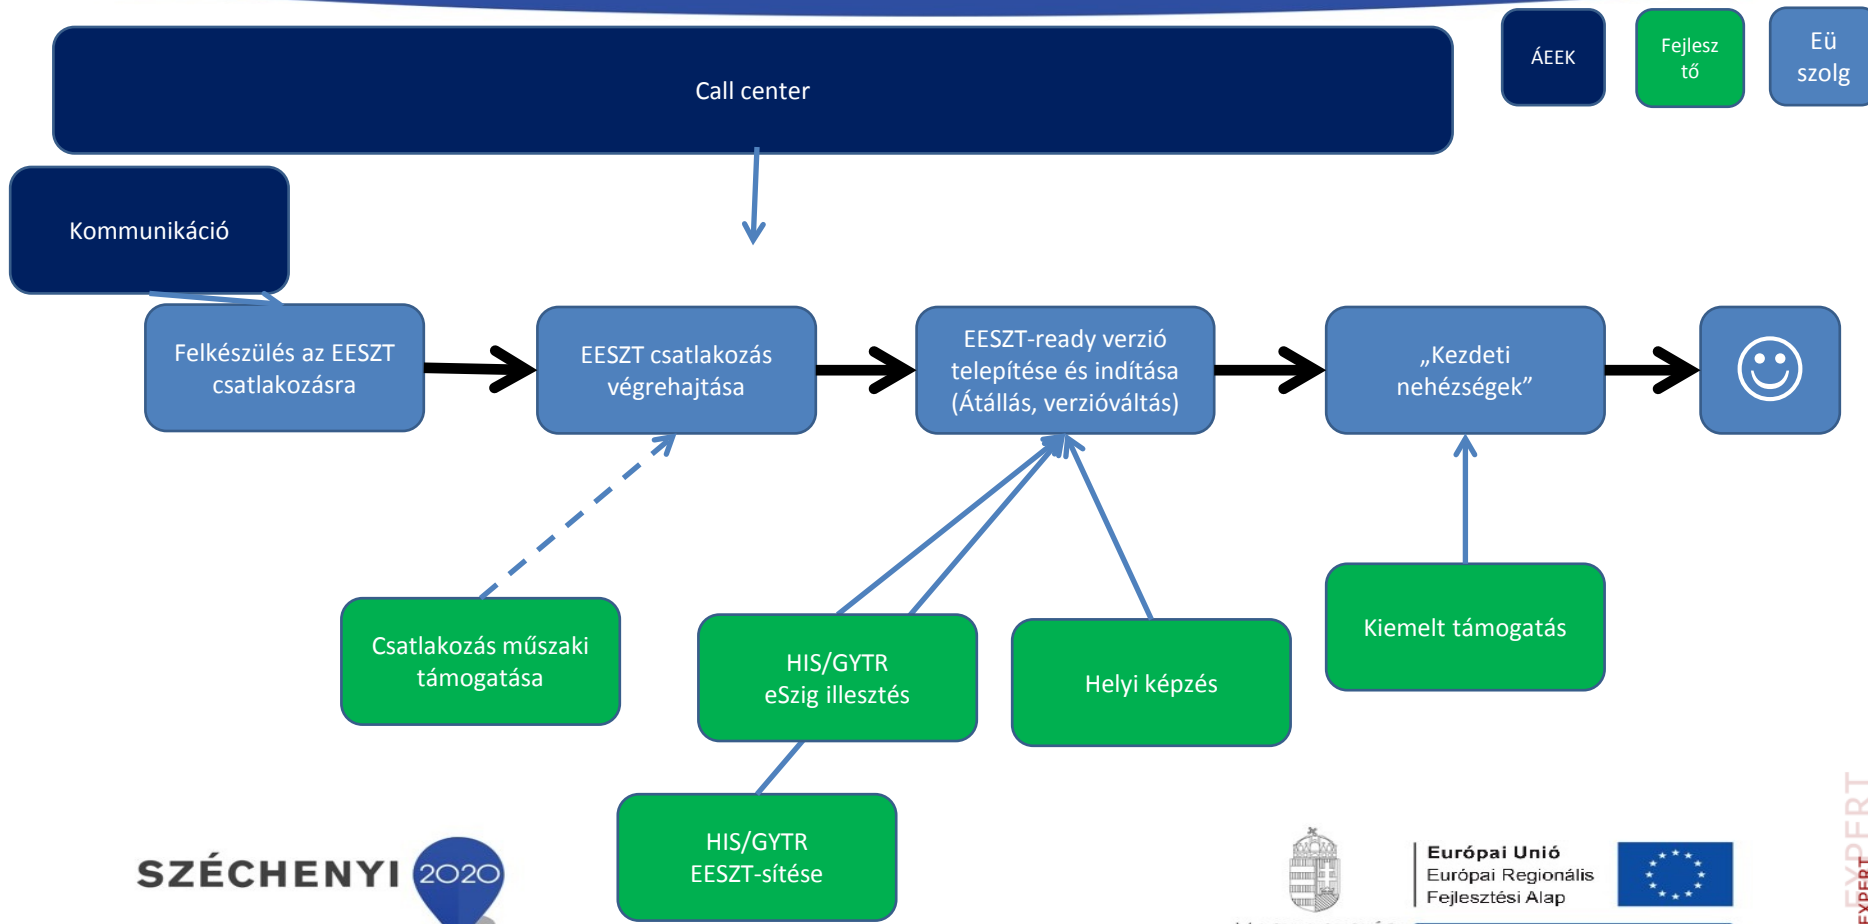 Call center
ÁEEK
Fejlesz
tő
Eü
szolg
Kommunikáció
Felkészülés az EESZT
csatlakozásra
EESZT csatlakozás
végrehajtása
EESZT-ready verzió
telepítése és indítása
(Átállás, verzióváltás)
„Kezdeti
nehézségek”
Csatlakozás műszaki
támogatása
HIS/GYTR
eSzig illesztés
Helyi képzés
Kiemelt támogatás
HIS/GYTR
EESZT-sítése
SZÉCHENYI 2020
Európai Unió
Európai Regionális
Fejlesztési Alap
EXPERT
EXPERT